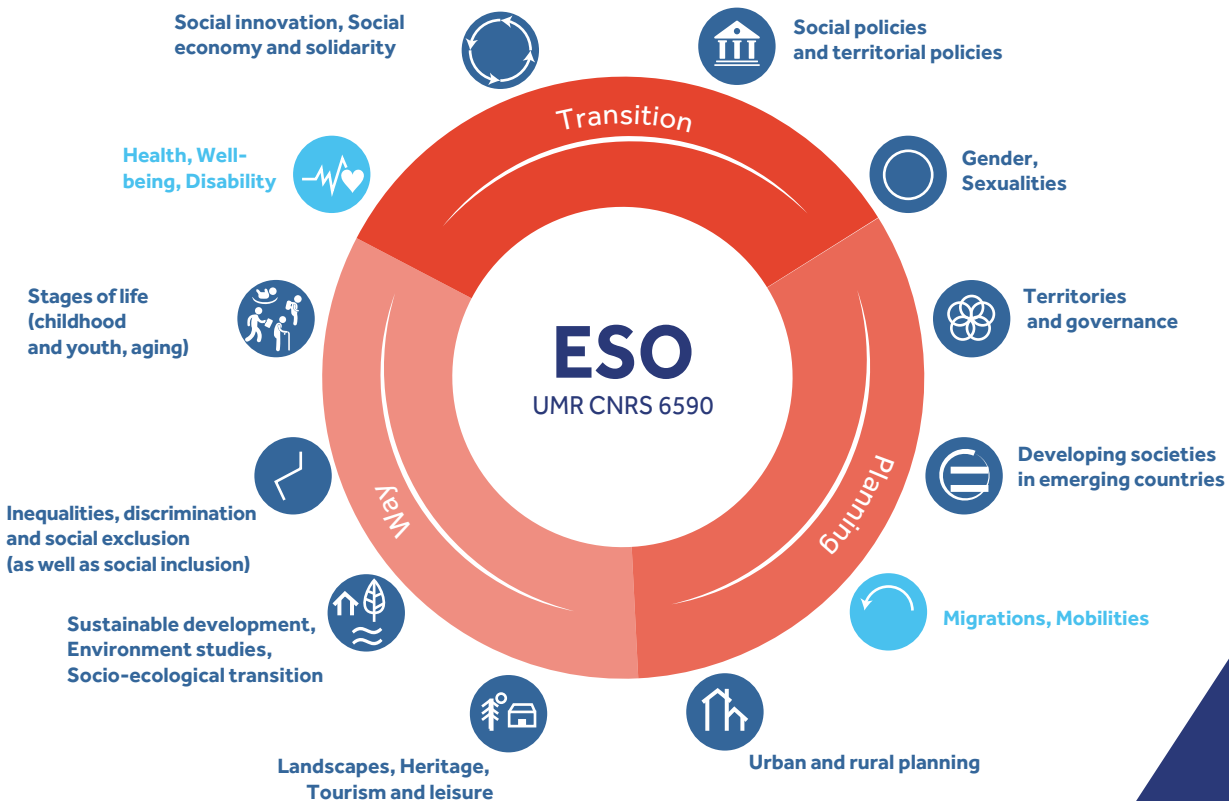 Social innovation, Social
economy and solidarity
Social policies
and territorial policies
Transition
Health, Well-
being, Disability
Gender,
Sexualities
Stages of life
(childhood
and youth, aging)
Territories
and governance
ESO
UMR CNRS 6590
Developing societies
in emerging countries
Planning
Way
Inequalities, discrimination
and social exclusion
(as well as social inclusion)
Migrations, Mobilities
Sustainable development,
Environment studies,
Socio-ecological transition
Urban and rural planning
Landscapes, Heritage,
Tourism and leisure